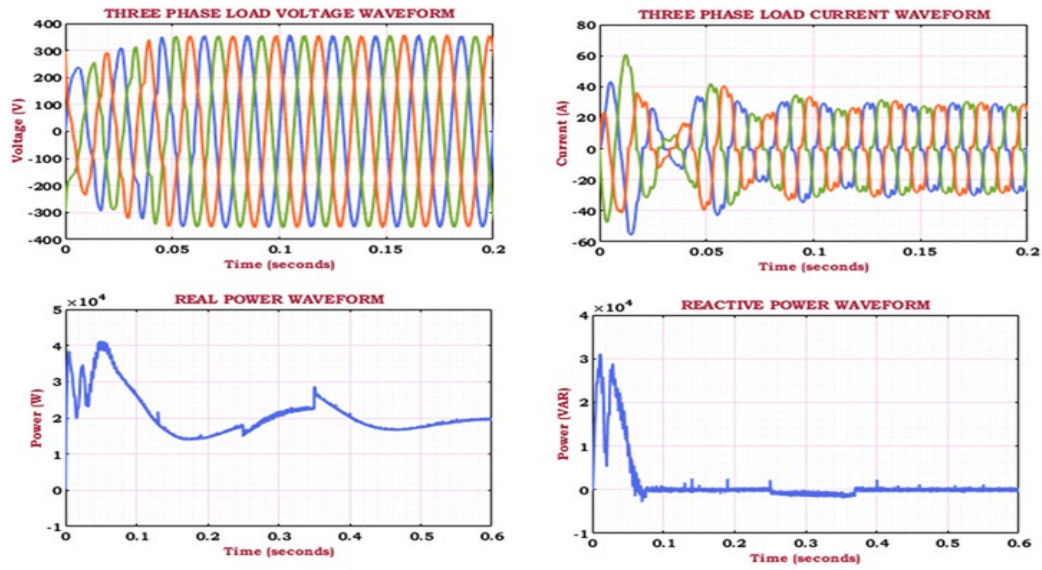 THREE PHASE LOAD VOLTAGE WAVEFORM
400
300
200
100
0
-100
-200
-300
-400
Voltage (V)
0 0.05 0.1 0.15 0.2
Time (seconds)
THREE PHASE LOAD CURRENT WAVEFORM
80
60
40
20
0
-20
-40
-60
Current (A)
0 0.05 0.1 0.15 0.2
Time (seconds)
REAL POWER WAVEFORM
×10⁴
5
4
3
2
1
0
-1
Power (W)
0 0.1 0.2 0.3 0.4 0.5 0.6
Time (seconds)
REACTIVE POWER WAVEFORM
×10⁴
4
3
2
1
0
-1
Power (VAR)
0 0.1 0.2 0.3 0.4 0.5 0.6
Time (seconds)